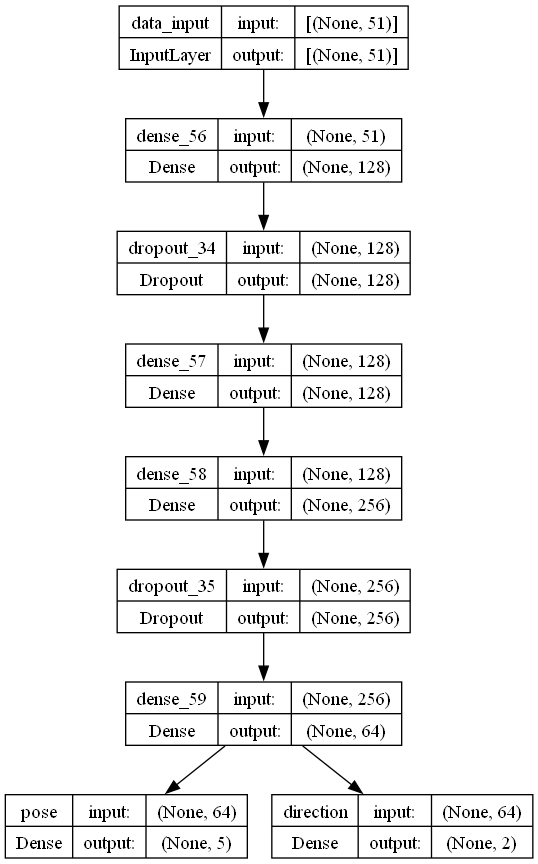 data_input input: [(None, 51)]
InputLayer output: [(None, 51)]
dense_56 input: (None, 51)
Dense output: (None, 128)
dropout_34 input: (None, 128)
Dropout output: (None, 128)
dense_57 input: (None, 128)
Dense output: (None, 128)
dense_58 input: (None, 128)
Dense output: (None, 256)
dropout_35 input: (None, 256)
Dropout output: (None, 256)
dense_59 input: (None, 256)
Dense output: (None, 64)
pose input: (None, 64)
Dense output: (None, 5)
direction input: (None, 64)
Dense output: (None, 2)